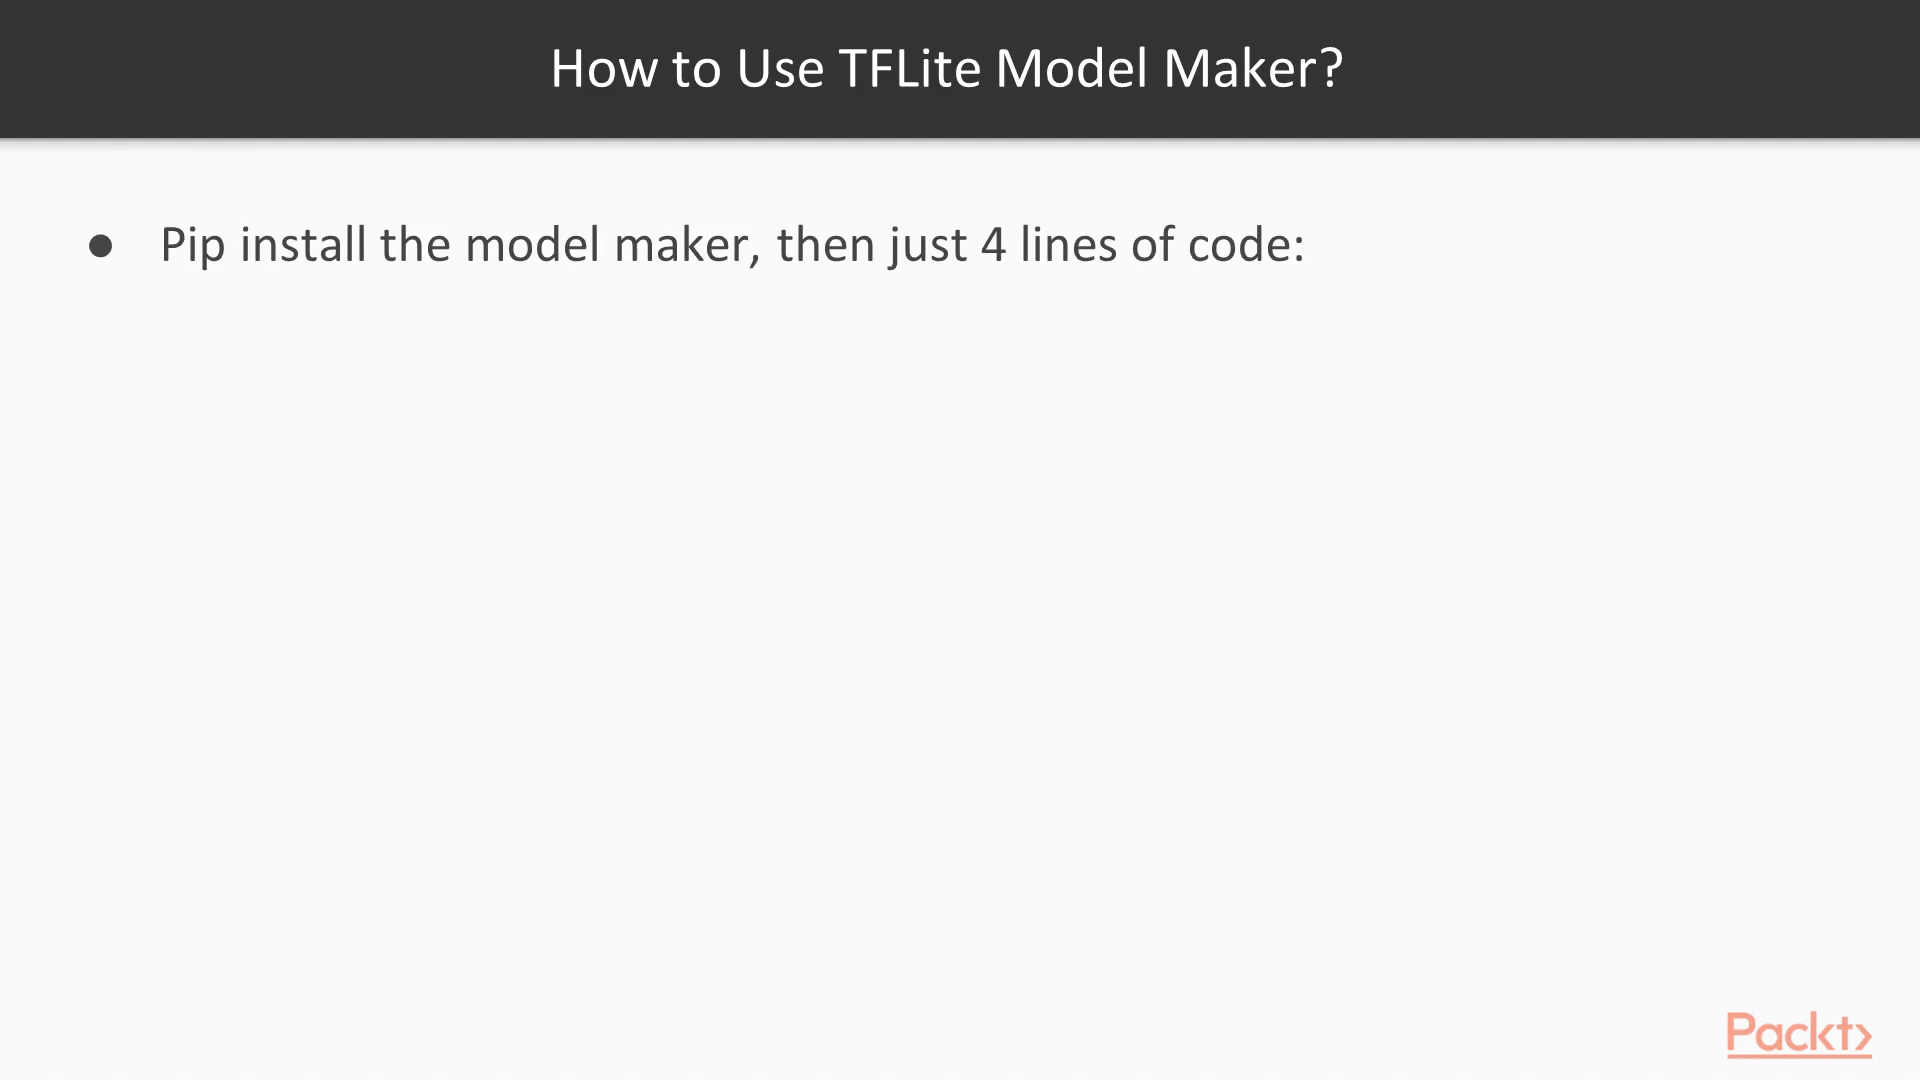 How to Use TFLite Model Maker?
● Pip install the model maker, then just 4 lines of code:
Packt>